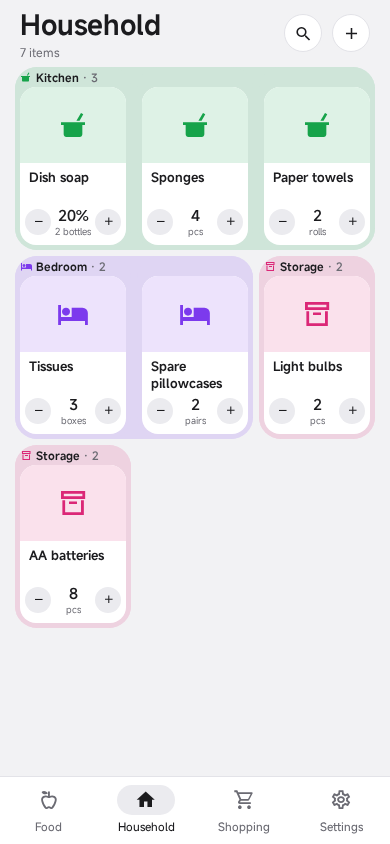 Household
7 items
Kitchen · 3
Dish soap
Sponges
Paper towels
− 20% +
2 bottles
− 4 +
pcs
− 2 +
rolls
Bedroom · 2
Storage · 2
Tissues
Spare
pillowcases
Light bulbs
− 3 +
boxes
− 2 +
pairs
− 2 +
pcs
Storage · 2
AA batteries
− 8 +
pcs
Food
Household
Shopping
Settings